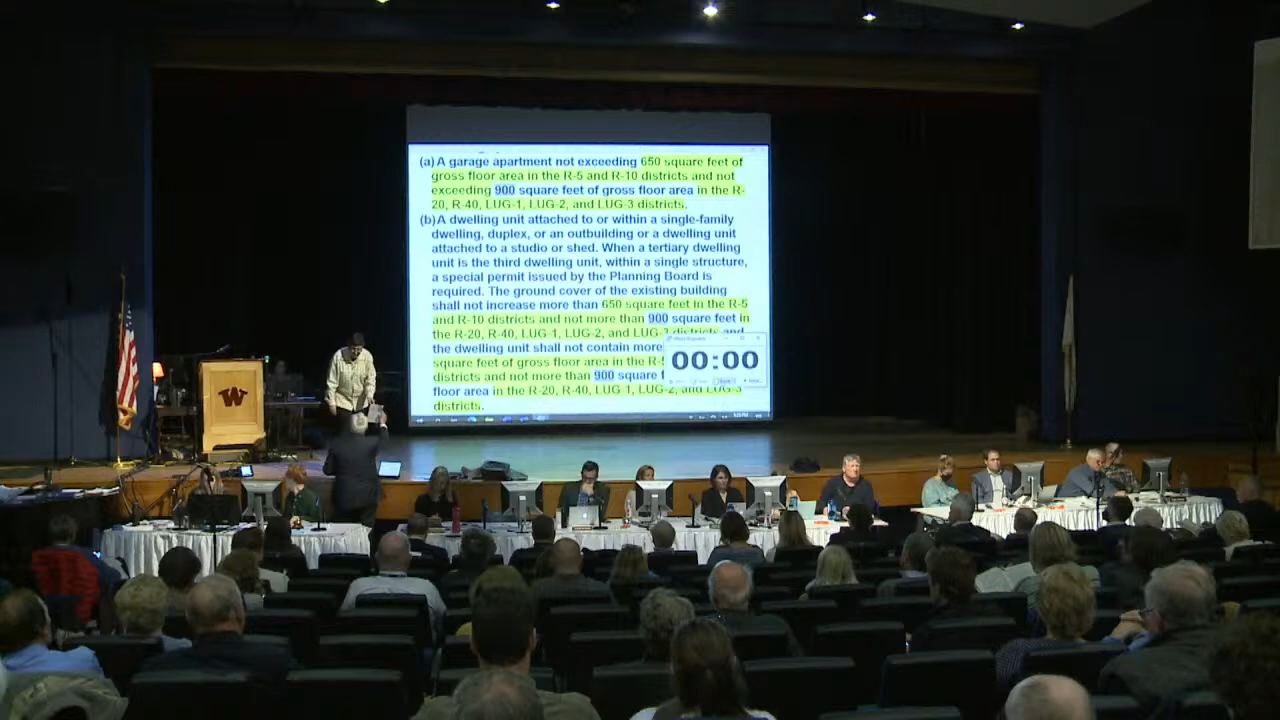 (a) A garage apartment not exceeding 650 square feet of
gross floor area in the R-5 and R-10 districts and not
exceeding 900 square feet of gross floor area in the R-
20, R-40, LUG-1, LUG-2, and LUG-3 districts.
(b) A dwelling unit attached to or within a single-family
dwelling, duplex, or an outbuilding or a dwelling unit
attached to a studio or shed. When a tertiary dwelling
unit is the third dwelling unit, within a single structure,
a special permit issued by the Planning Board is
required. The ground cover of the existing building
shall not increase more than 650 square feet in the R-5
and R-10 districts and not more than 900 square feet in
the R-20, R-40, LUG-1, LUG-2, and LUG-3 districts and
the dwelling unit shall not contain more
square feet of gross floor area in the R-
districts and not more than 900 square
floor area in the R-20, R-40, LUG-1, LUG-2, and LUG-3
districts.
00:00
W